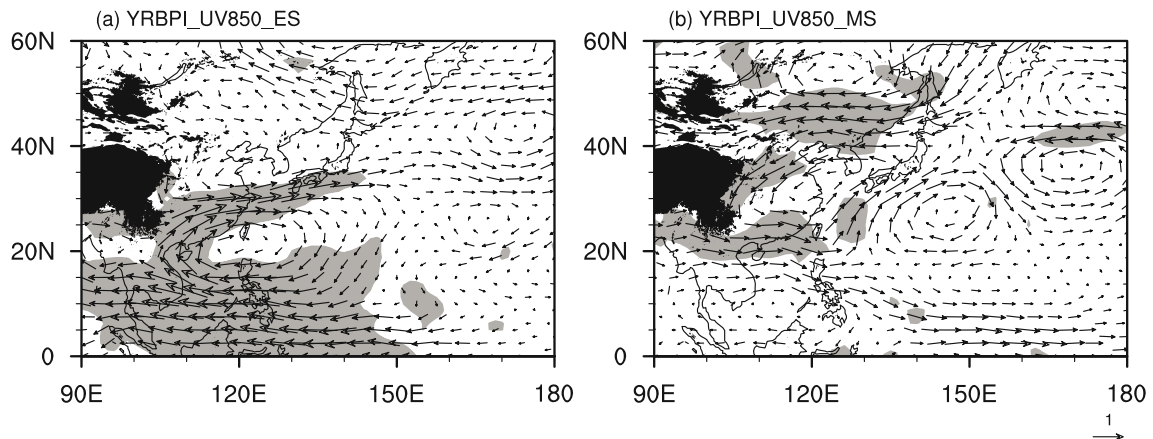 (a) YRBPI_UV850_ES
(b) YRBPI_UV850_MS
60N
40N
20N
0
90E 120E 150E 180
60N
40N
20N
0
90E 120E 150E 180
1